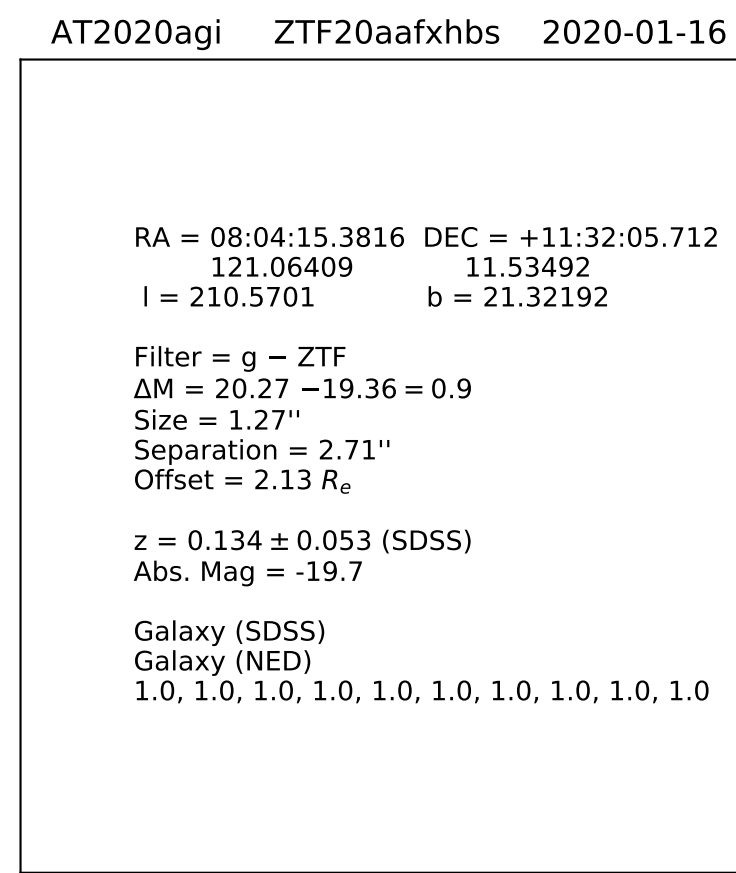 AT2020agi ZTF20aafxhbs 2020-01-16
RA = 08:04:15.3816 DEC = +11:32:05.712
121.06409 11.53492
l = 210.5701 b = 21.32192
Filter = g − ZTF
ΔM = 20.27 −19.36 = 0.9
Size = 1.27''
Separation = 2.71''
Offset = 2.13 Re
z = 0.134 ± 0.053 (SDSS)
Abs. Mag = -19.7
Galaxy (SDSS)
Galaxy (NED)
1.0, 1.0, 1.0, 1.0, 1.0, 1.0, 1.0, 1.0, 1.0, 1.0